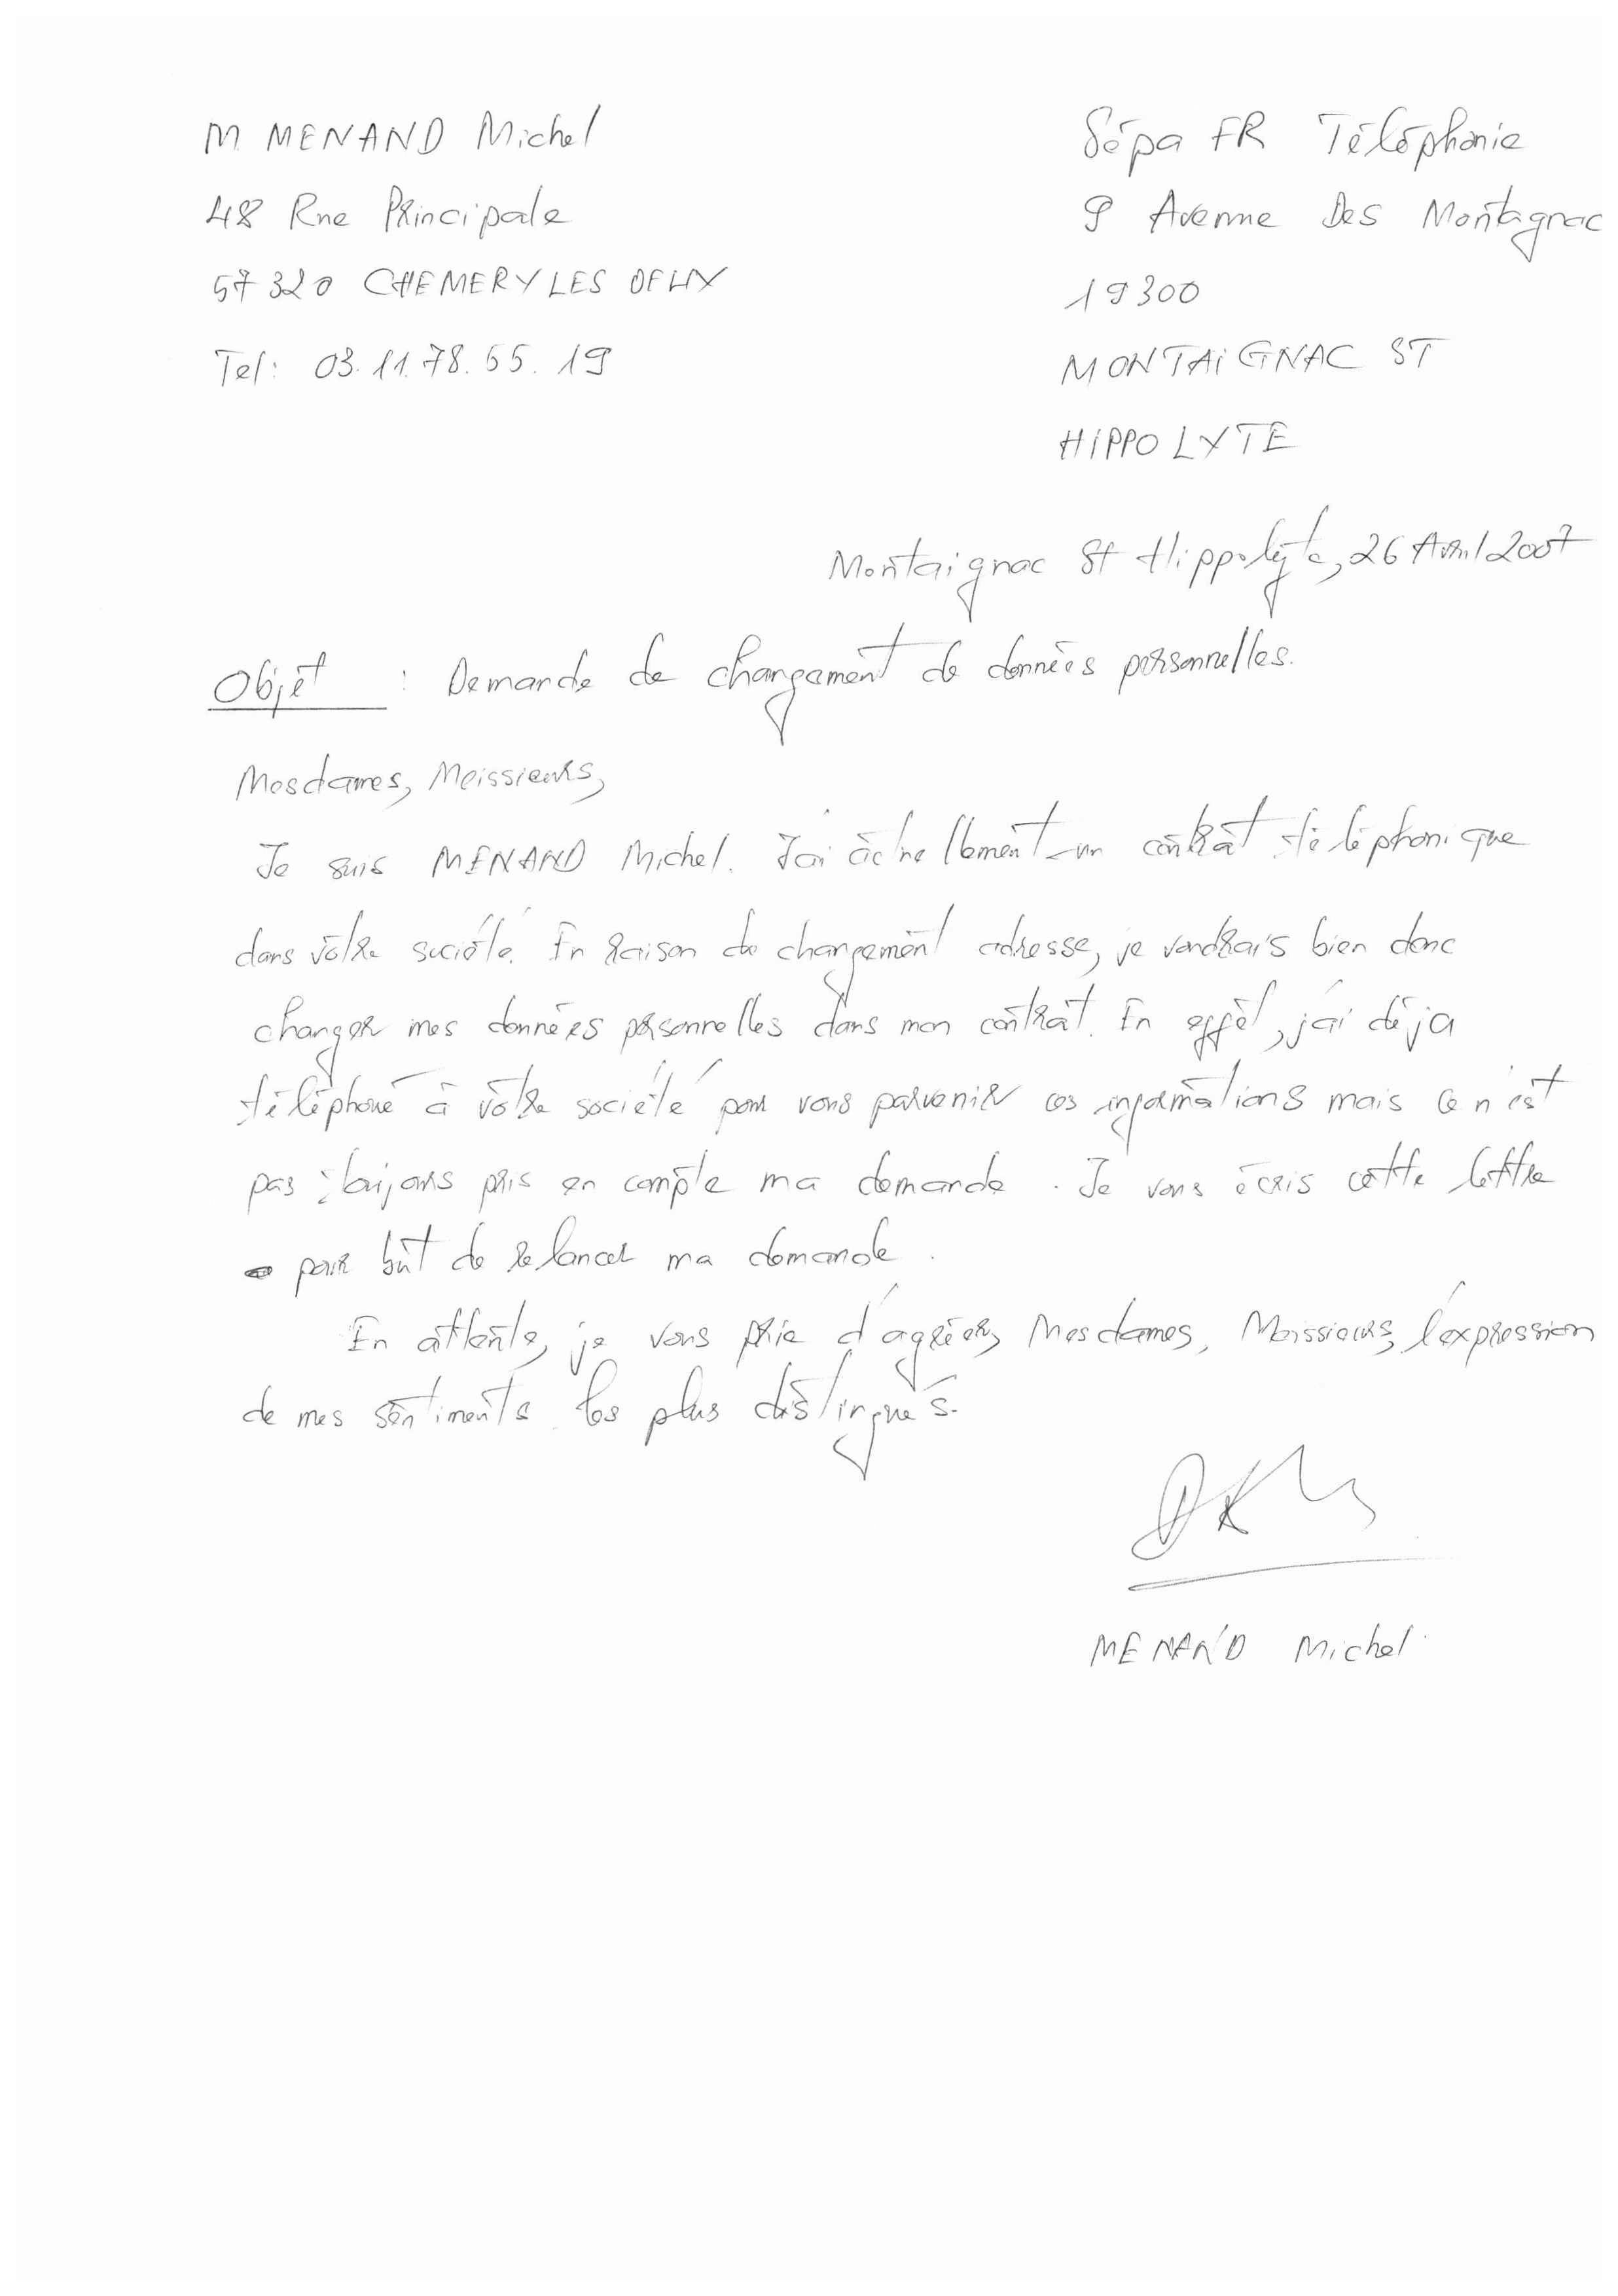 M MENAND Michel
48 Rue Principale
57320 CHEMERY LES DEUX
Tel: 03.11.78.55.19
Sépa FR Téléphonie
9 Avenue Des Montagnac
19300
MONTAIGNAC ST
HIPPOLYTE
Montaignac St Hippolyte, 26 Avril 2007
Objet : Demande de changement de données personnelles.
Mesdames, Meissieurs,
Je suis MENAND Michel. J'ai actuellement un contrat téléphonique
dans votre société. En raison de changement adresse, je voudrais bien donc
changer mes données personnelles dans mon contrat. En effet, j'ai déja
téléphoné à votre société pour vous parvenir ces informations mais ce n'est
pas toujours pris en compte ma demande. Je vous écris cette lettre
pour but de relancer ma demande.
En attente, je vous prie d'agréer, Mesdames, Meissieurs, l'expression
de mes sentiments les plus distingués.
MENAND Michel